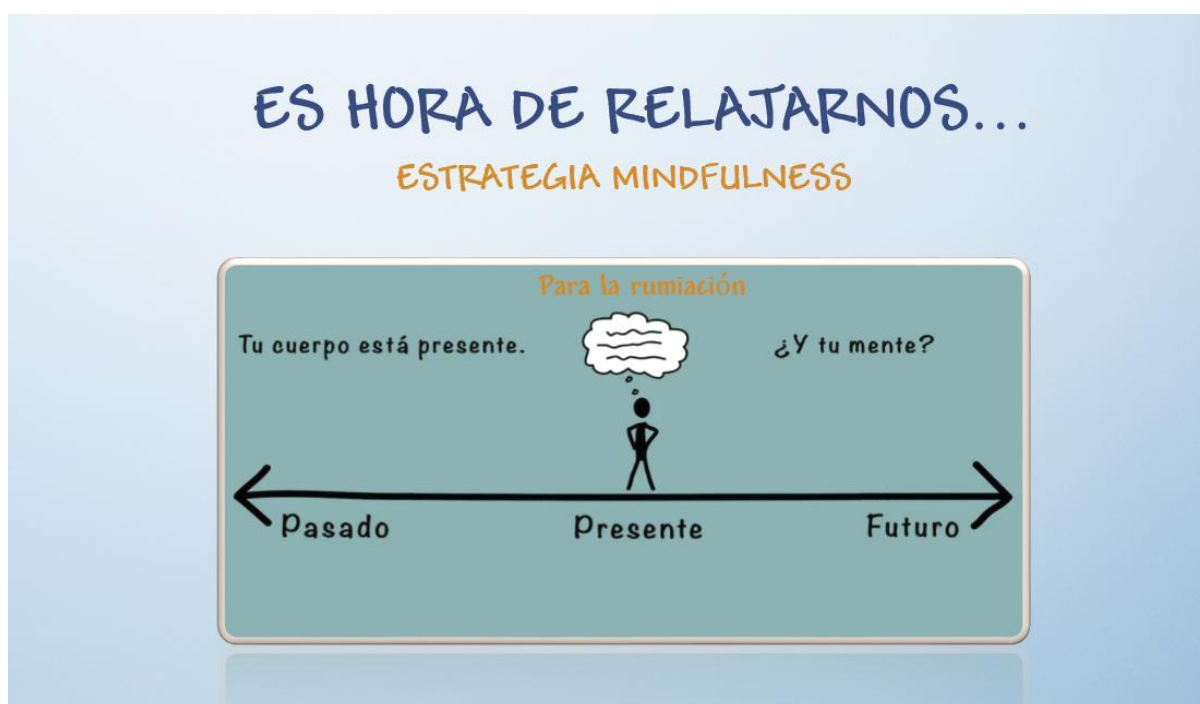 ES HORA DE RELAJARNOS...
ESTRATEGIA MINDFULNESS
Para la rumiación
Tu cuerpo está presente.
¿Y tu mente?
Pasado
Presente
Futuro